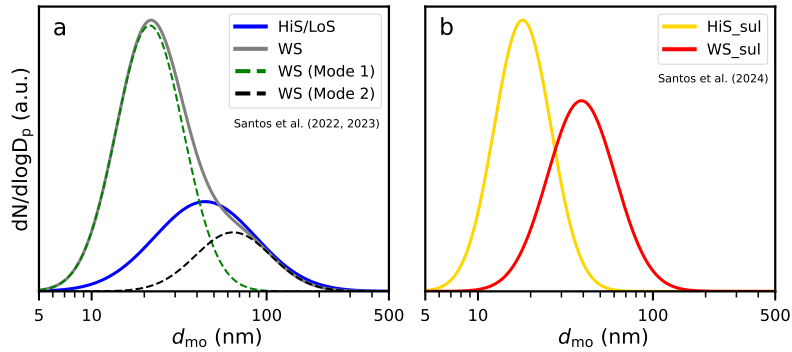 a
HiS/LoS
WS
WS (Mode 1)
WS (Mode 2)
Santos et al. (2022, 2023)
dN/dlogDp (a.u.)
5 10 100 500
dmo (nm)
b
HiS_sul
WS_sul
Santos et al. (2024)
5 10 100 500
dmo (nm)